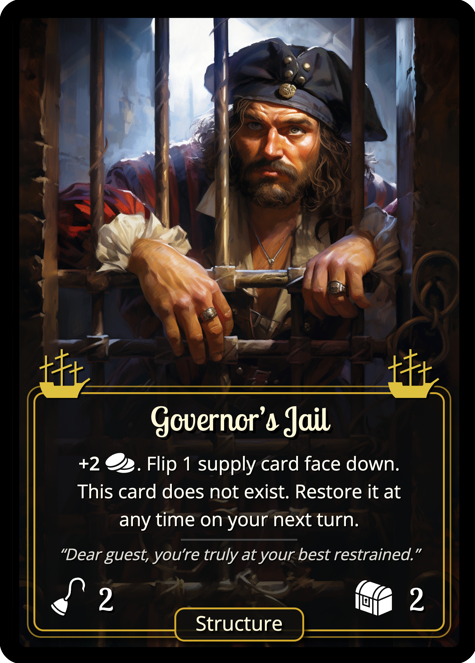 Governor's Jail
+2 . Flip 1 supply card face down.
This card does not exist. Restore it at
any time on your next turn.
“Dear guest, you’re truly at your best restrained.”
2 2
Structure